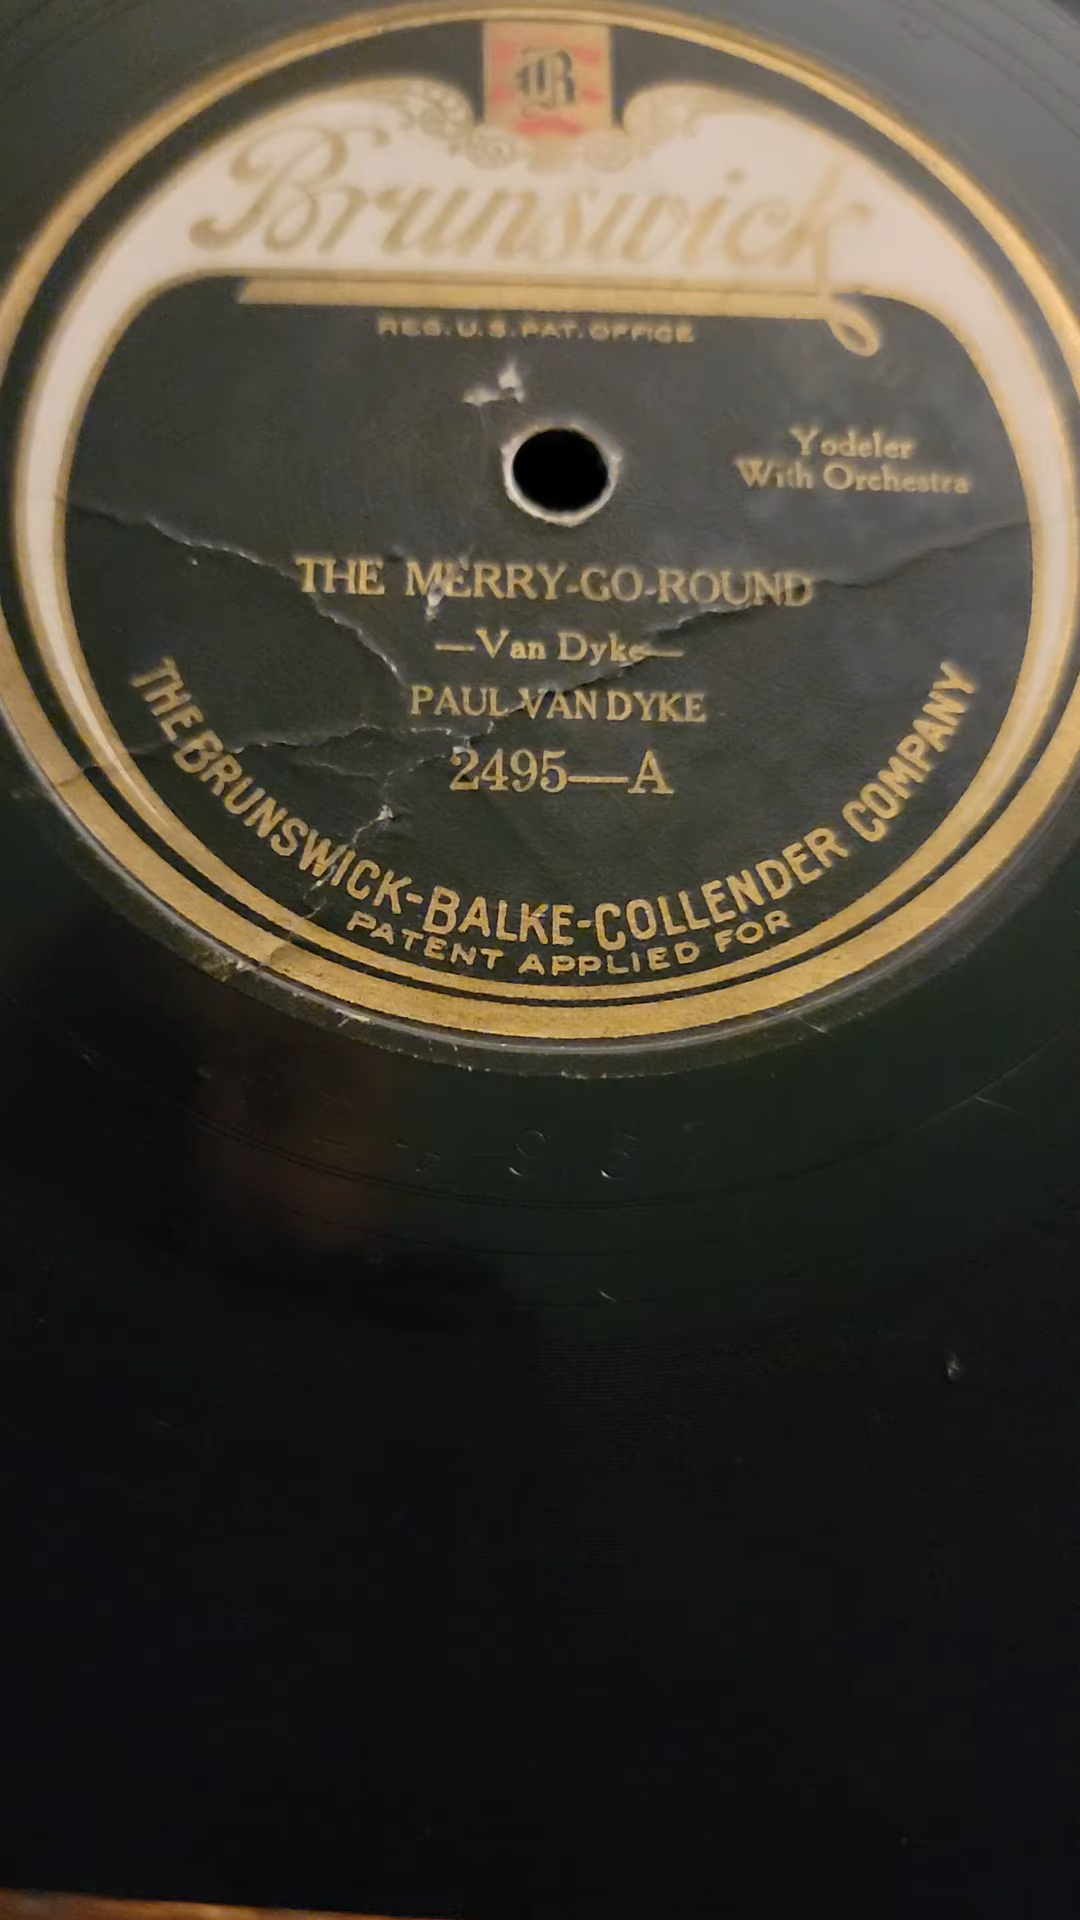 B
Brunswick
REG. U.S. PAT. OFFICE
Yodeler
With Orchestra
THE MERRY-GO-ROUND
—Van Dyke—
PAUL VAN DYKE
2495—A
THE BRUNSWICK-BALKE-COLLENDER COMPANY
PATENT APPLIED FOR